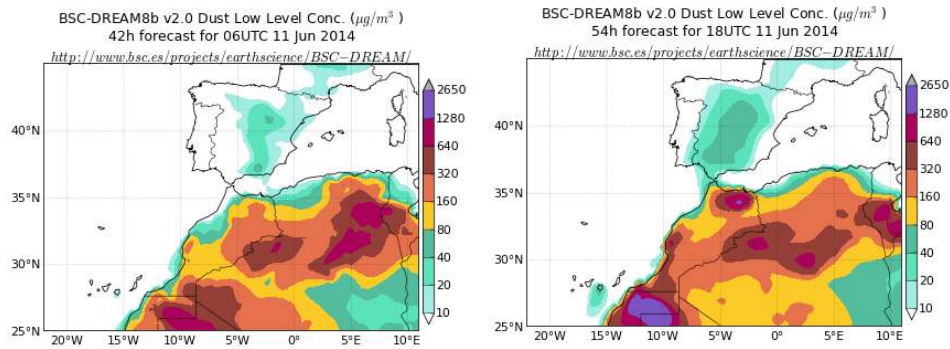 BSC-DREAM8b v2.0 Dust Low Level Conc. (μg/m³ )
42h forecast for 06UTC 11 Jun 2014
http://www.bsc.es/projects/earthscience/BSC-DREAM/
40°N
35°N
30°N
25°N
20°W
15°W
10°W
5°W
0°E
5°E
10°E
2650
1280
640
320
160
80
40
20
10
BSC-DREAM8b v2.0 Dust Low Level Conc. (μg/m³ )
54h forecast for 18UTC 11 Jun 2014
http://www.bsc.es/projects/earthscience/BSC-DREAM/
40°N
35°N
30°N
25°N
20°W
15°W
10°W
5°W
0°E
5°E
10°E
2650
1280
640
320
160
80
40
20
10